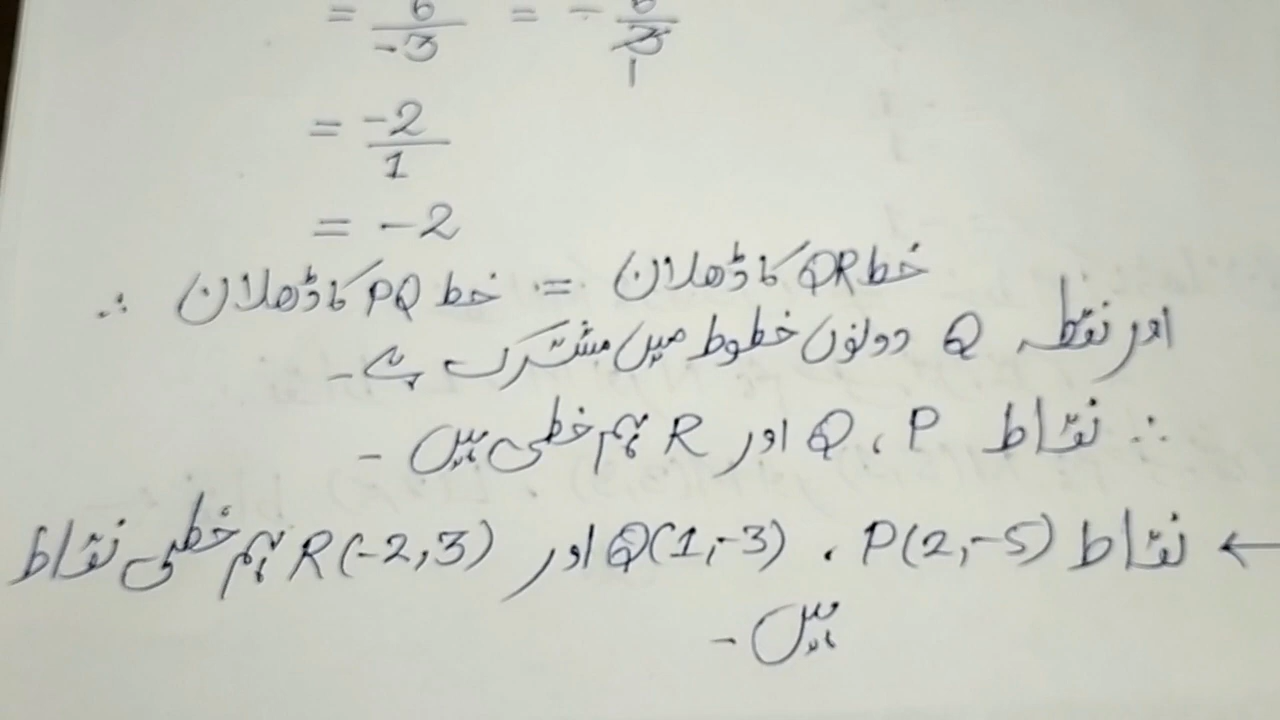 = 6/-3 = - 6/3 1
= -2/1
= -2
∴ خط PQ کا ڈھلان = خط QR کا ڈھلان
اور نقطہ Q دونوں خطوط میں مشترک ہے۔
∴ نقاط P، Q اور R ہم خطی ہیں۔
← نقاط P(2,-5)، Q(1,-3) اور R(-2,3) ہم خطی نقاط
ہیں۔